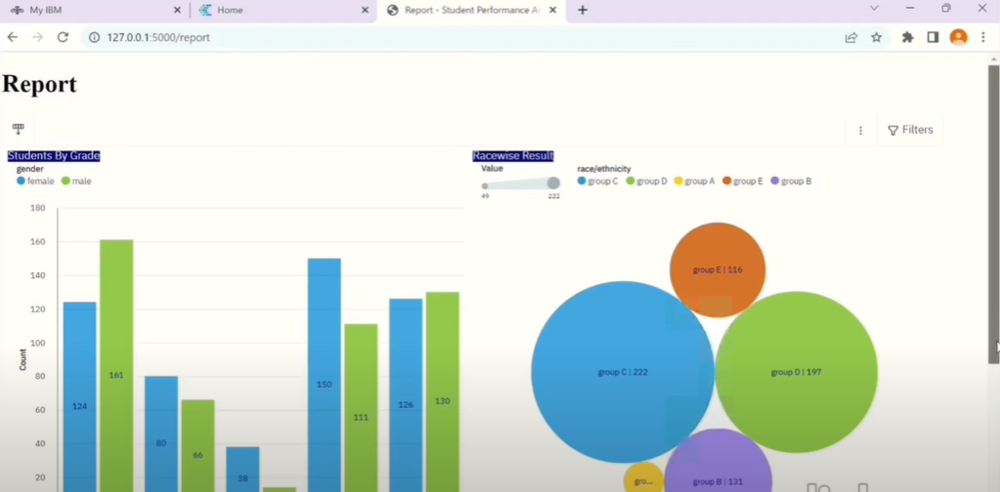 My IBM
Home
Report - Student Performance A
127.0.0.1:5000/report
Report
Filters
Students By Grade
gender
female
male
180
160
140
120
100
80
60
40
20
Count
124
161
80
66
38
150
111
126
130
Racewise Result
Value
49
222
race/ethnicity
group C
group D
group A
group E
group B
group E | 116
group C | 222
group D | 197
gro...
group B | 131